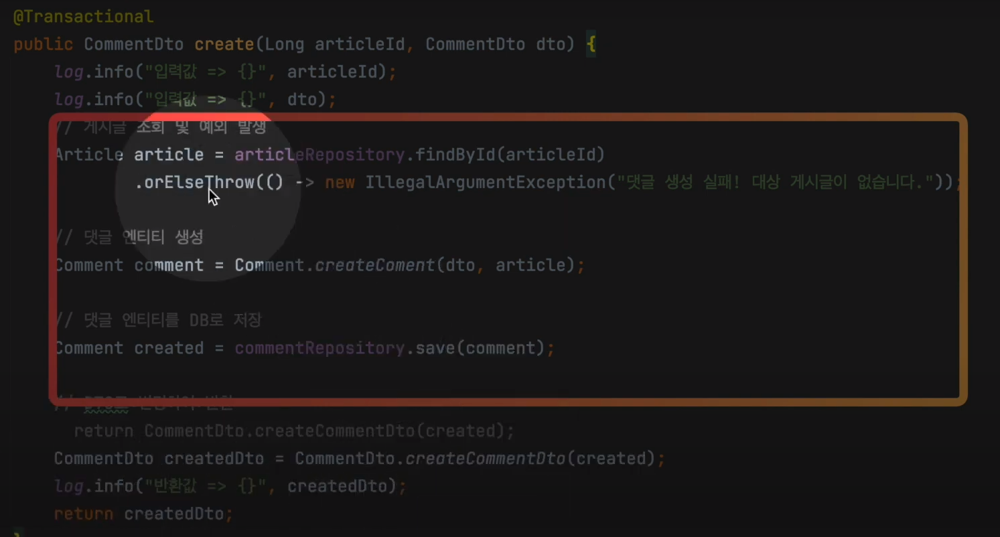 @Transactional
public CommentDto create(Long articleId, CommentDto dto) {
log.info("입력값 => {}", articleId);
log.info("입력값 => {}", dto);
// 게시글 조회 및 예외 발생
Article article = articleRepository.findById(articleId)
.orElseThrow(() -> new IllegalArgumentException("댓글 생성 실패! 대상 게시글이 없습니다."));
// 댓글 엔티티 생성
Comment comment = Comment.createComent(dto, article);
// 댓글 엔티티를 DB로 저장
Comment created = commentRepository.save(comment);
// DTO로 변경하여 반환
return CommentDto.createCommentDto(created);
CommentDto createdDto = CommentDto.createCommentDto(created);
log.info("반환값 => {}", createdDto);
return createdDto;
}